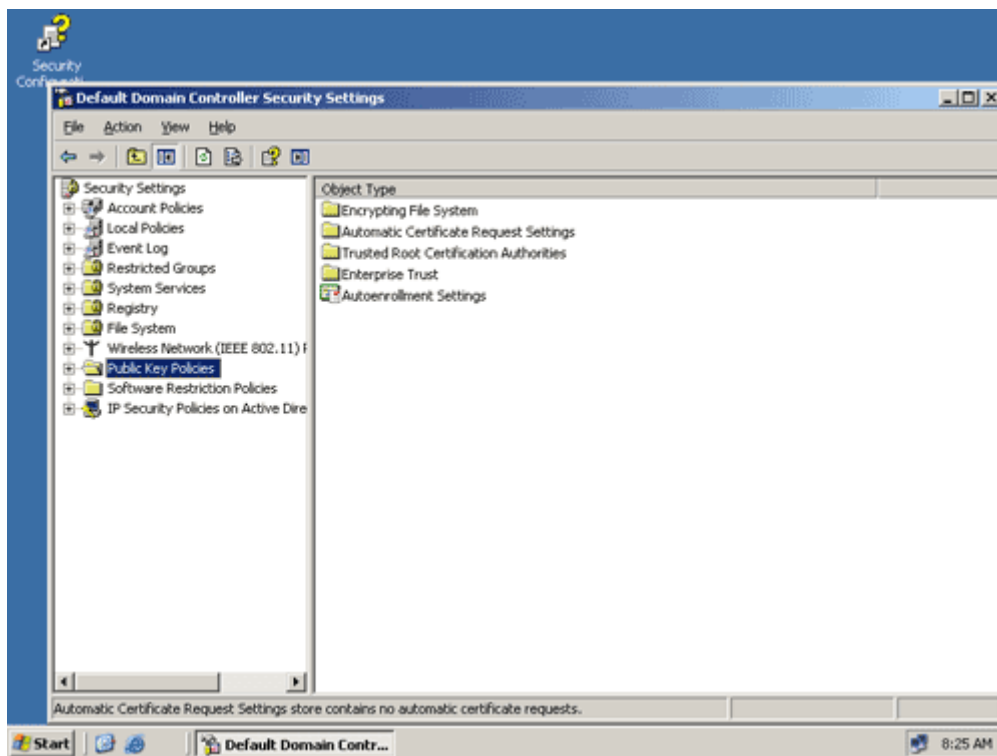 Security
Default Domain Controller Security Settings
File Action View Help
Security Settings
Account Policies
Local Policies
Event Log
Restricted Groups
System Services
Registry
File System
Wireless Network (IEEE 802.11)
Public Key Policies
Software Restriction Policies
IP Security Policies on Active Dire
Object Type
Encrypting File System
Automatic Certificate Request Settings
Trusted Root Certification Authorities
Enterprise Trust
Autoenrollment Settings
Automatic Certificate Request Settings store contains no automatic certificate requests.
Start Default Domain Contr... 8:25 AM